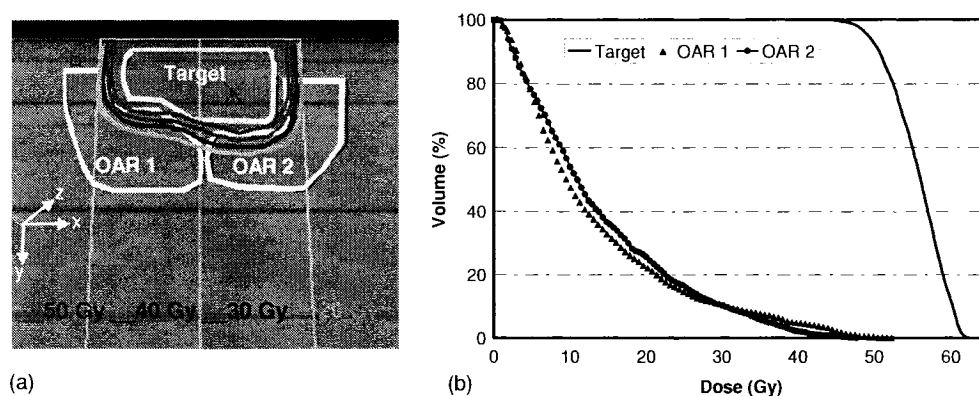 Target
OAR 1
OAR 2
z
x
y
50 Gy 40 Gy 30 Gy
(a)
100
80
60
40
20
0
Volume (%)
Target OAR 1 OAR 2
0 10 20 30 40 50 60
Dose (Gy)
(b)